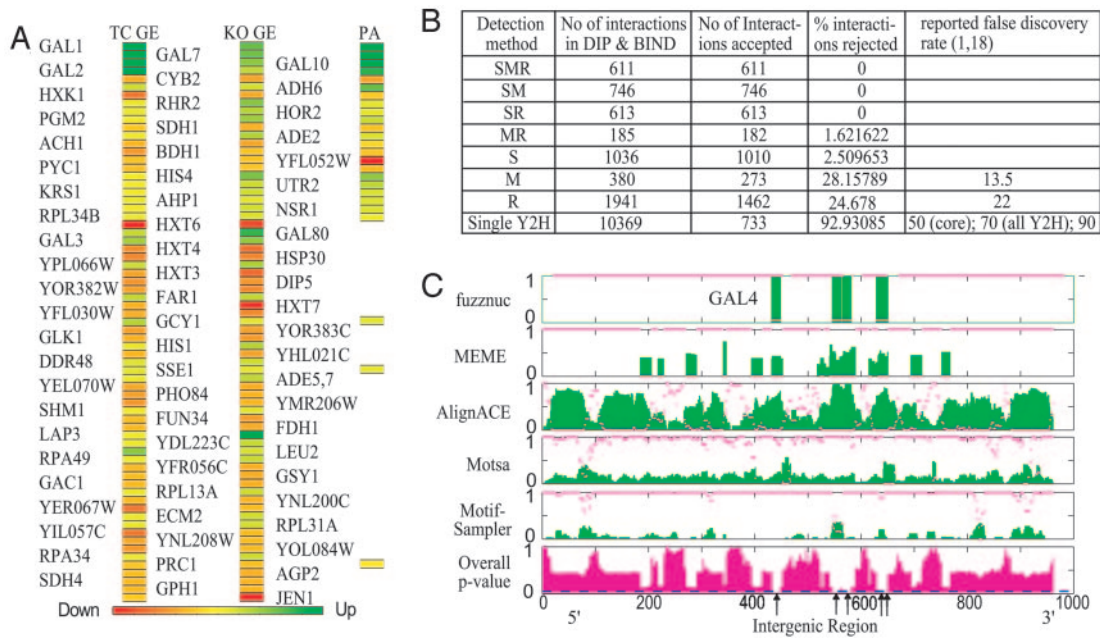 A
TC GE
KO GE
PA
GAL1
GAL7
GAL2
GAL10
CYB2
ADH6
HXK1
RHR2
HOR2
PGM2
SDH1
ADE2
ACH1
BDH1
YFL052W
PYC1
HIS4
UTR2
KRS1
AHP1
NSR1
RPL34B
HXT6
GAL80
GAL3
HXT4
HSP30
YPL066W
HXT3
DIP5
YOR382W
FAR1
HXT7
YFL030W
GCY1
YOR383C
GLK1
HIS1
YHL021C
DDR48
SSE1
ADE5,7
YEL070W
PHO84
YMR206W
SHM1
FUN34
FDH1
LAP3
YDL223C
LEU2
RPA49
YFR056C
GSY1
GAC1
RPL13A
YNL200C
YER067W
ECM2
RPL31A
YIL057C
YNL208W
YOL084W
RPA34
PRC1
AGP2
SDH4
GPH1
JEN1
Down
Up
B
Detection method
No of interactions in DIP & BIND
No of Interact-ions accepted
% interacti-ons rejected
reported false discovery rate (1,18)
SMR 611 611 0
SM 746 746 0
SR 613 613 0
MR 185 182 1.621622
S 1036 1010 2.509653
M 380 273 28.15789 13.5
R 1941 1462 24.678 22
Single Y2H 10369 733 92.93085 50 (core); 70 (all Y2H); 90
C
fuzznuc
1
0
GAL4
MEME
1
0
AlignACE
1
0
Motsa
1
0
Motif-
Sampler
1
0
Overall
p-value
1
0
0 200 400 600 800 1000
5' Intergenic Region 3'